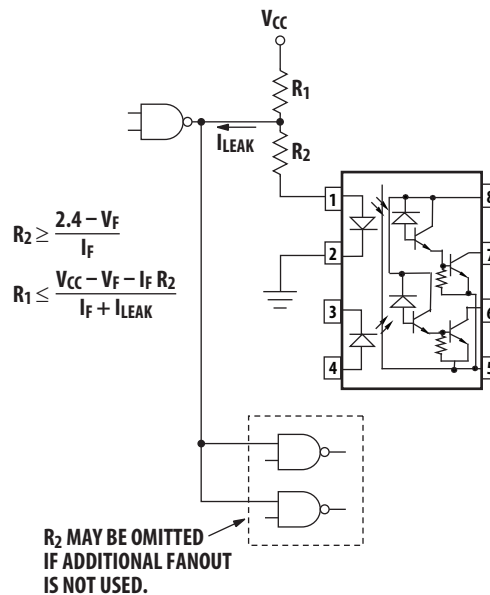 VCC
R1
ILEAK
R2
1
8
R2 ≥ (2.4 – VF) / IF
2
7
R1 ≤ (VCC – VF – IF R2) / (IF + ILEAK)
3
6
4
5
R2 MAY BE OMITTED
IF ADDITIONAL FANOUT
IS NOT USED.